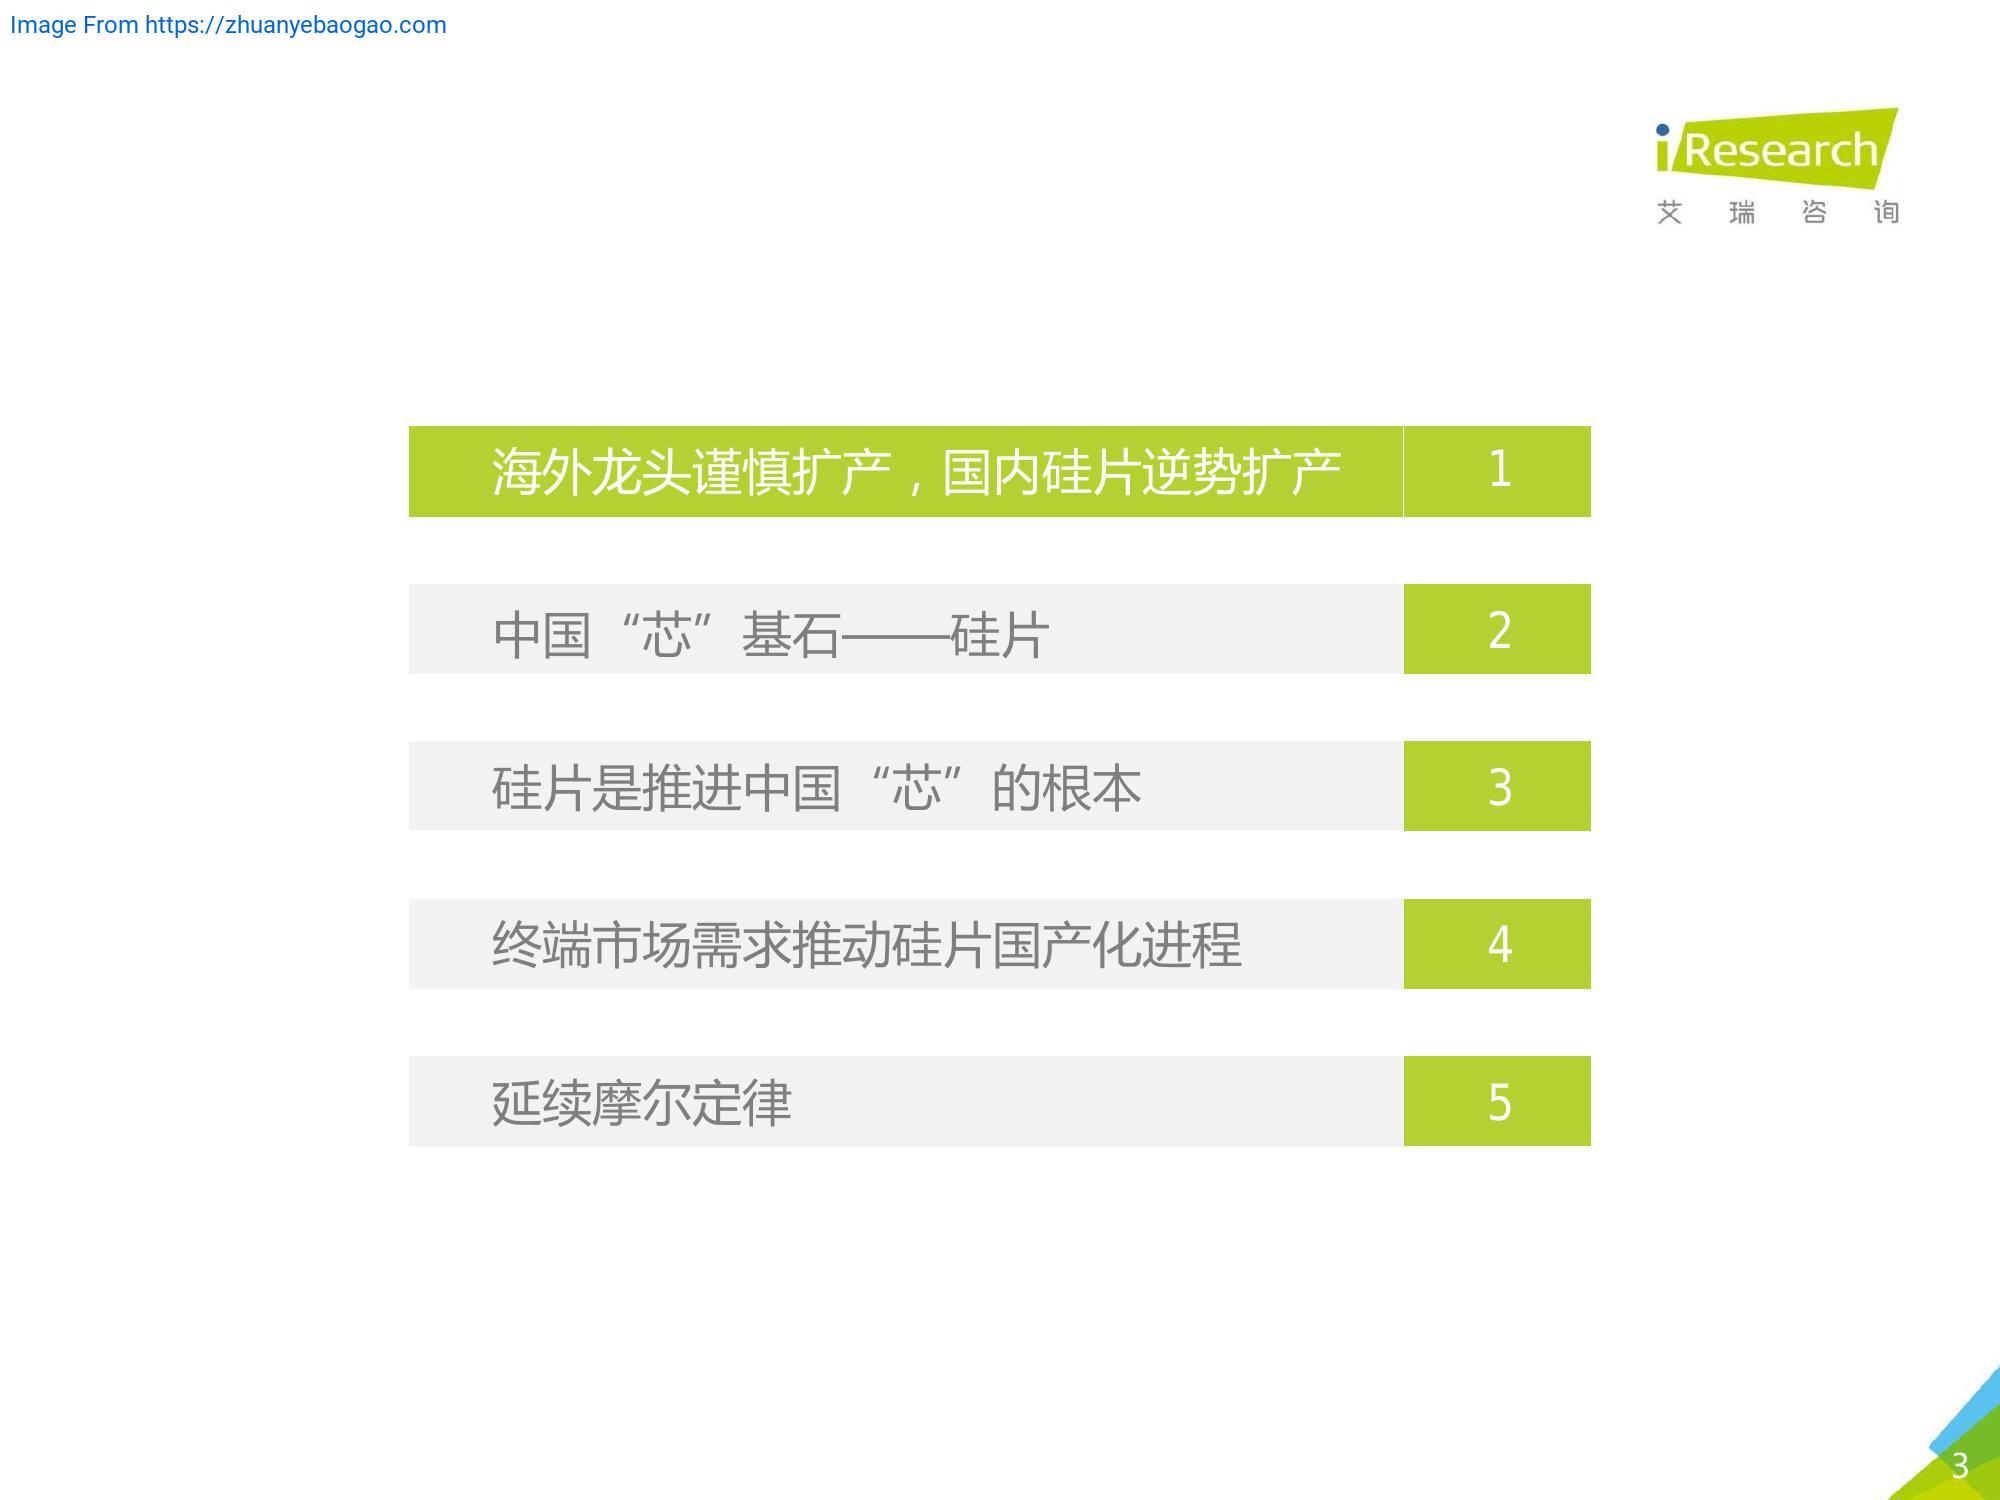 Image From https://zhuanyebaogao.com
iResearch
艾瑞咨询
海外龙头谨慎扩产，国内硅片逆势扩产 1
中国“芯”基石——硅片 2
硅片是推进中国“芯”的根本 3
终端市场需求推动硅片国产化进程 4
延续摩尔定律 5
3